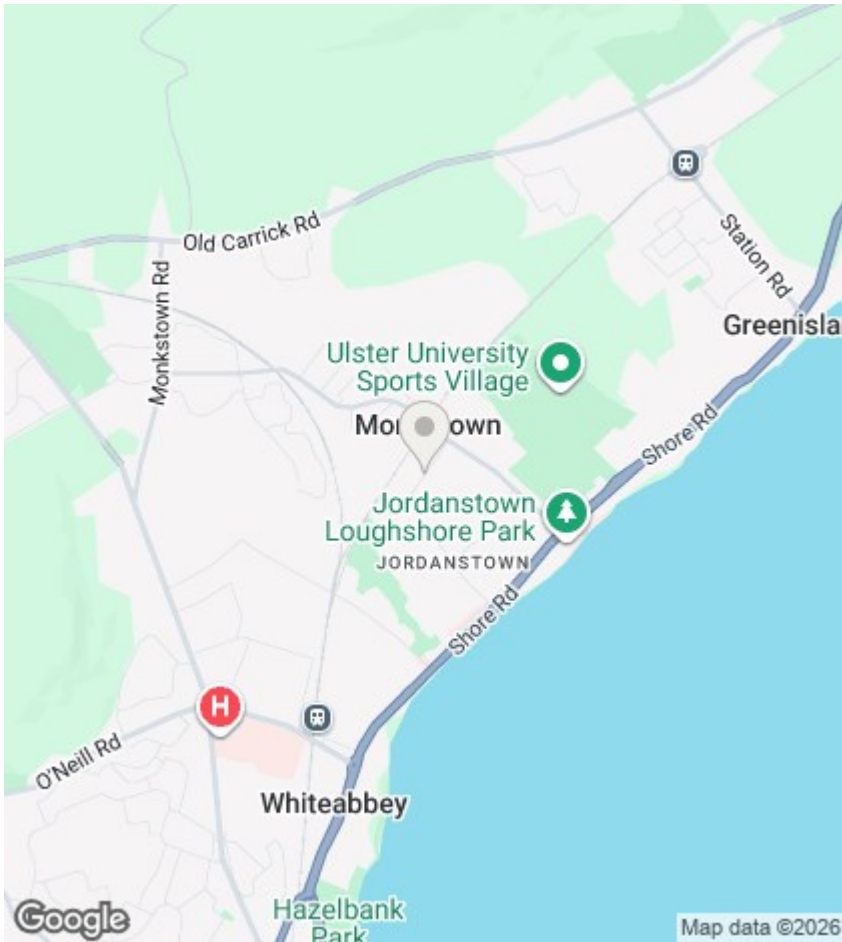 Old Carrick Rd
Monkstown Rd
Station Rd
Greenisla
Ulster University
Sports Village
Mon
own
Shore Rd
Jordanstown
Loughshore Park
JORDANSTOWN
Shore Rd
H
O'Neill Rd
Whiteabbey
Hazelbank
Park
Google
Map data ©2026